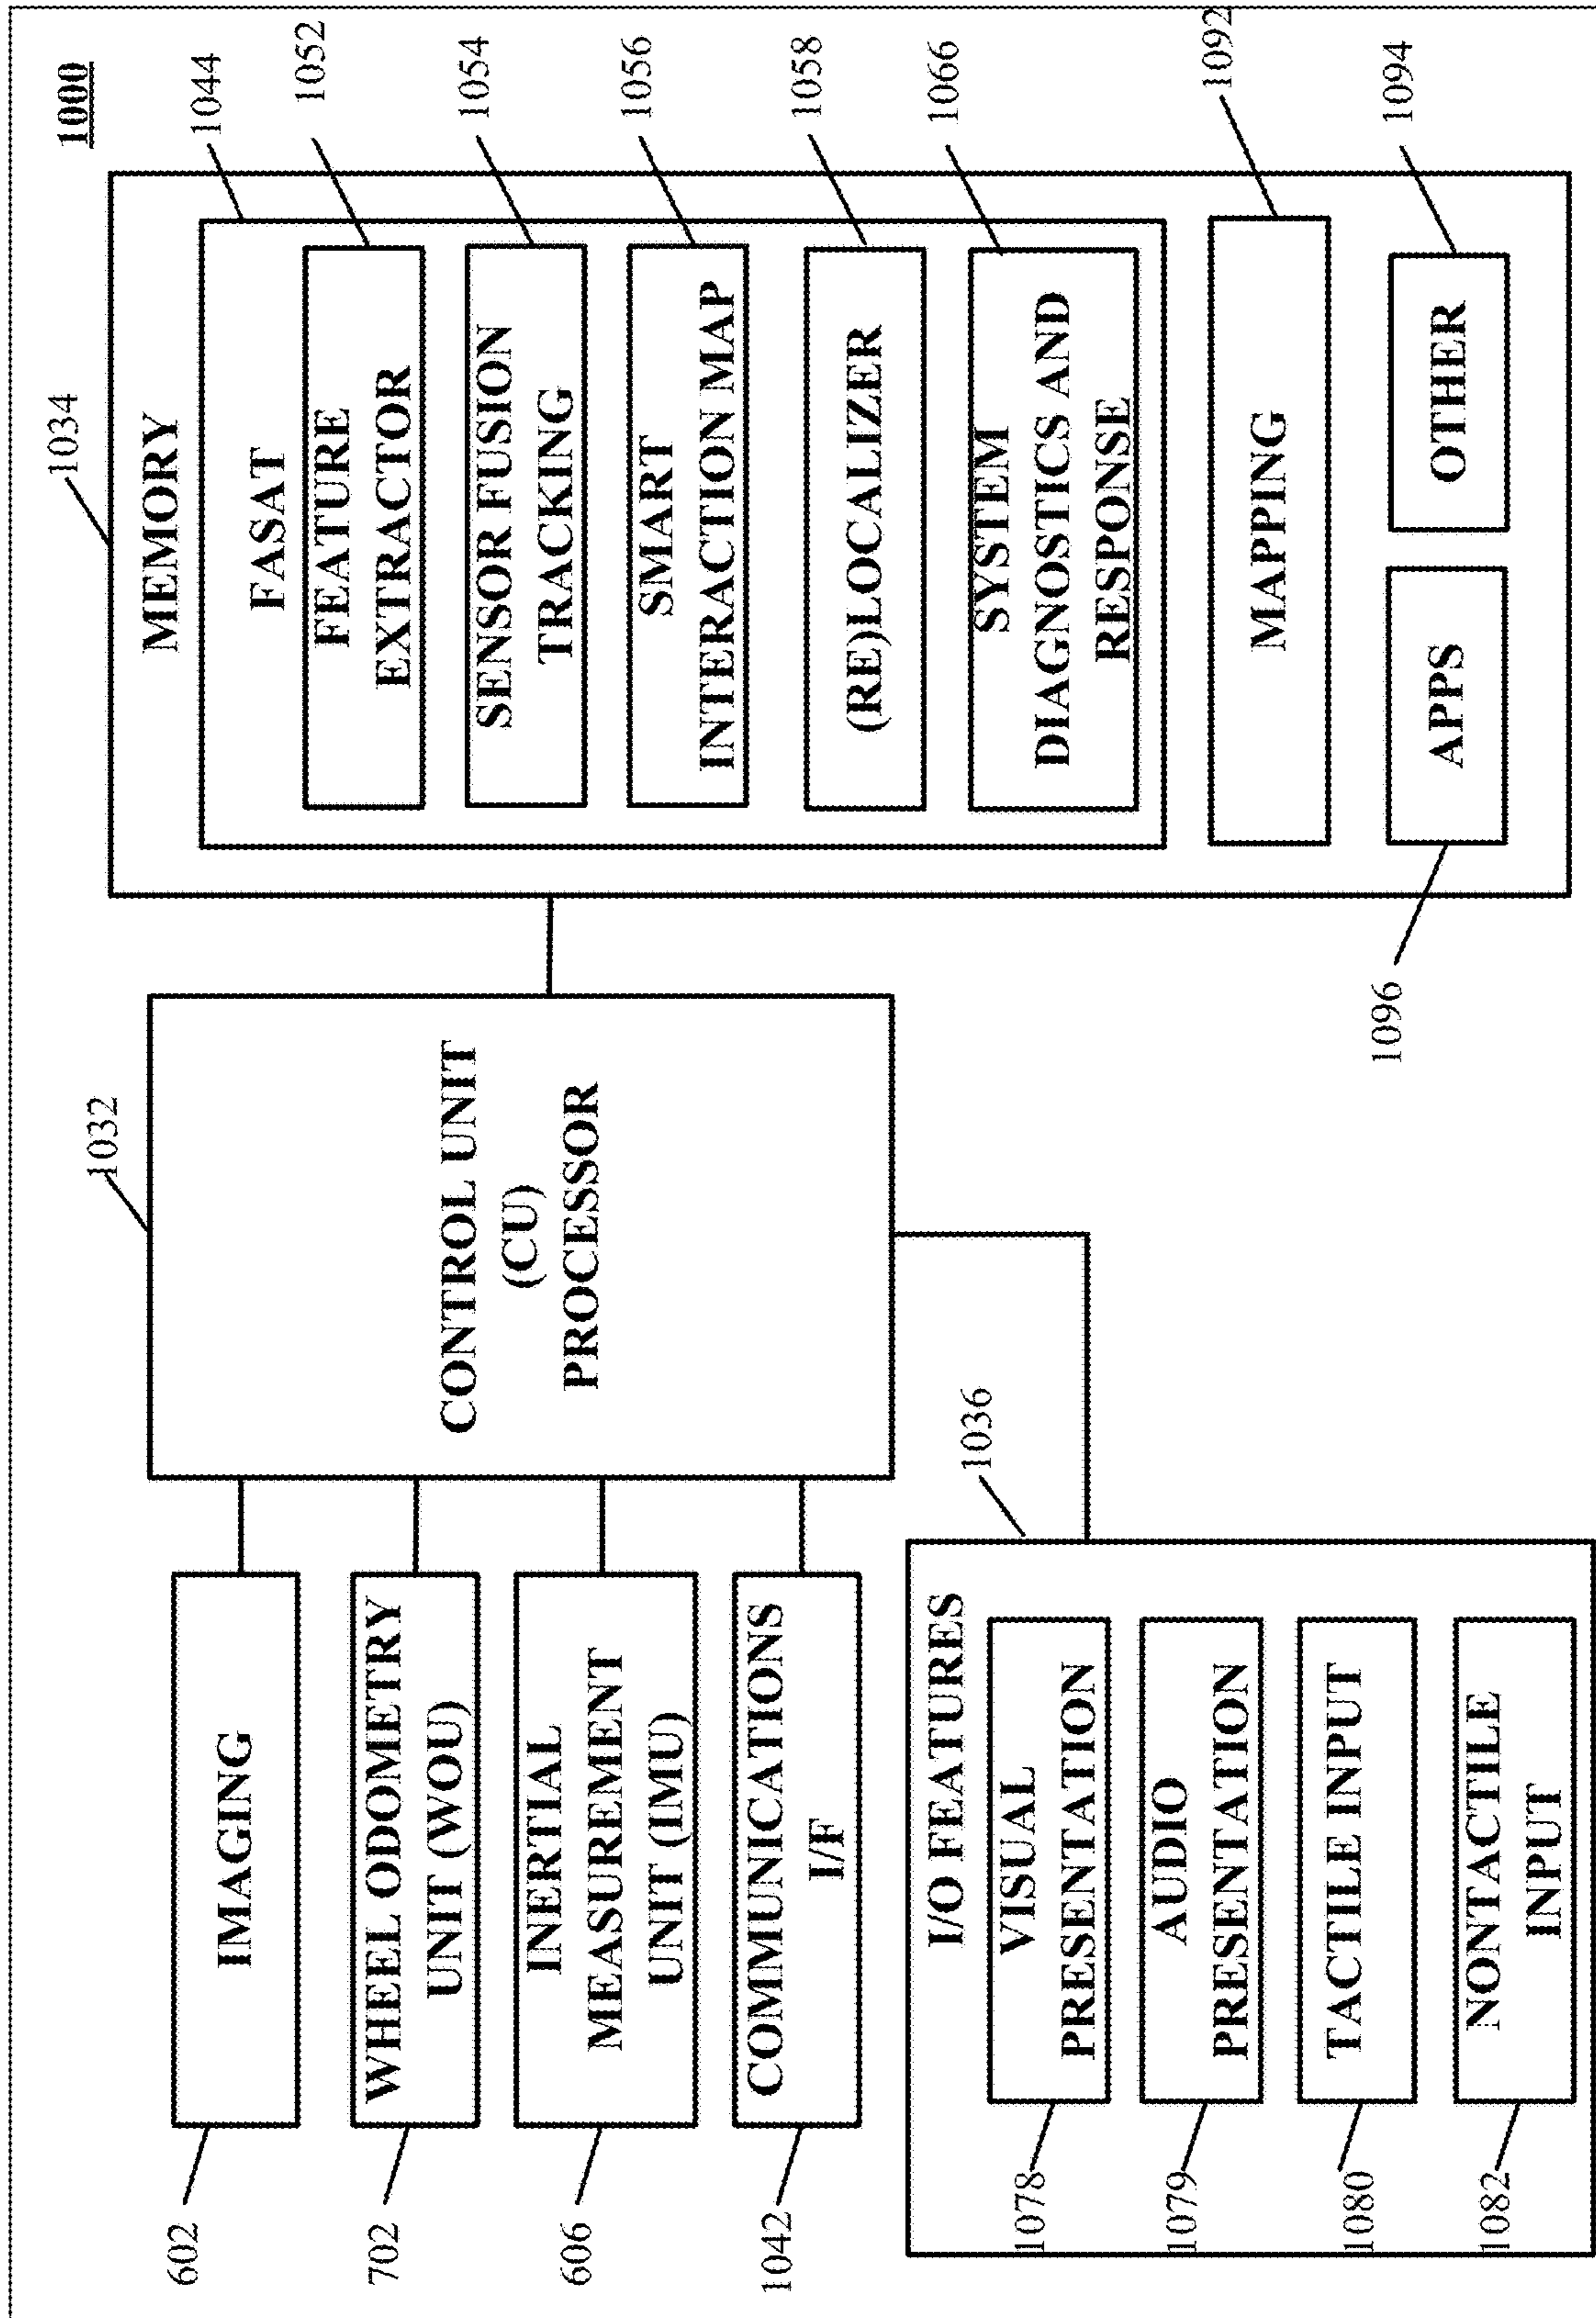 1000
602
IMAGING
702
WHEEL ODOMETRY
UNIT (WOU)
606
INERTIAL
MEASUREMENT
UNIT (IMU)
1042
COMMUNICATIONS
I/F
1036
I/O FEATURES
1078
VISUAL
PRESENTATION
1079
AUDIO
PRESENTATION
1080
TACTILE INPUT
1082
NONTACTILE
INPUT
1032
CONTROL UNIT
(CU)
PROCESSOR
1034
MEMORY
1044
FASAT
1052
FEATURE
EXTRACTOR
1054
SENSOR FUSION
TRACKING
1056
SMART
INTERACTION MAP
1058
(RE)LOCALIZER
1066
SYSTEM
DIAGNOSTICS AND
RESPONSE
1092
MAPPING
1096
APPS
1094
OTHER